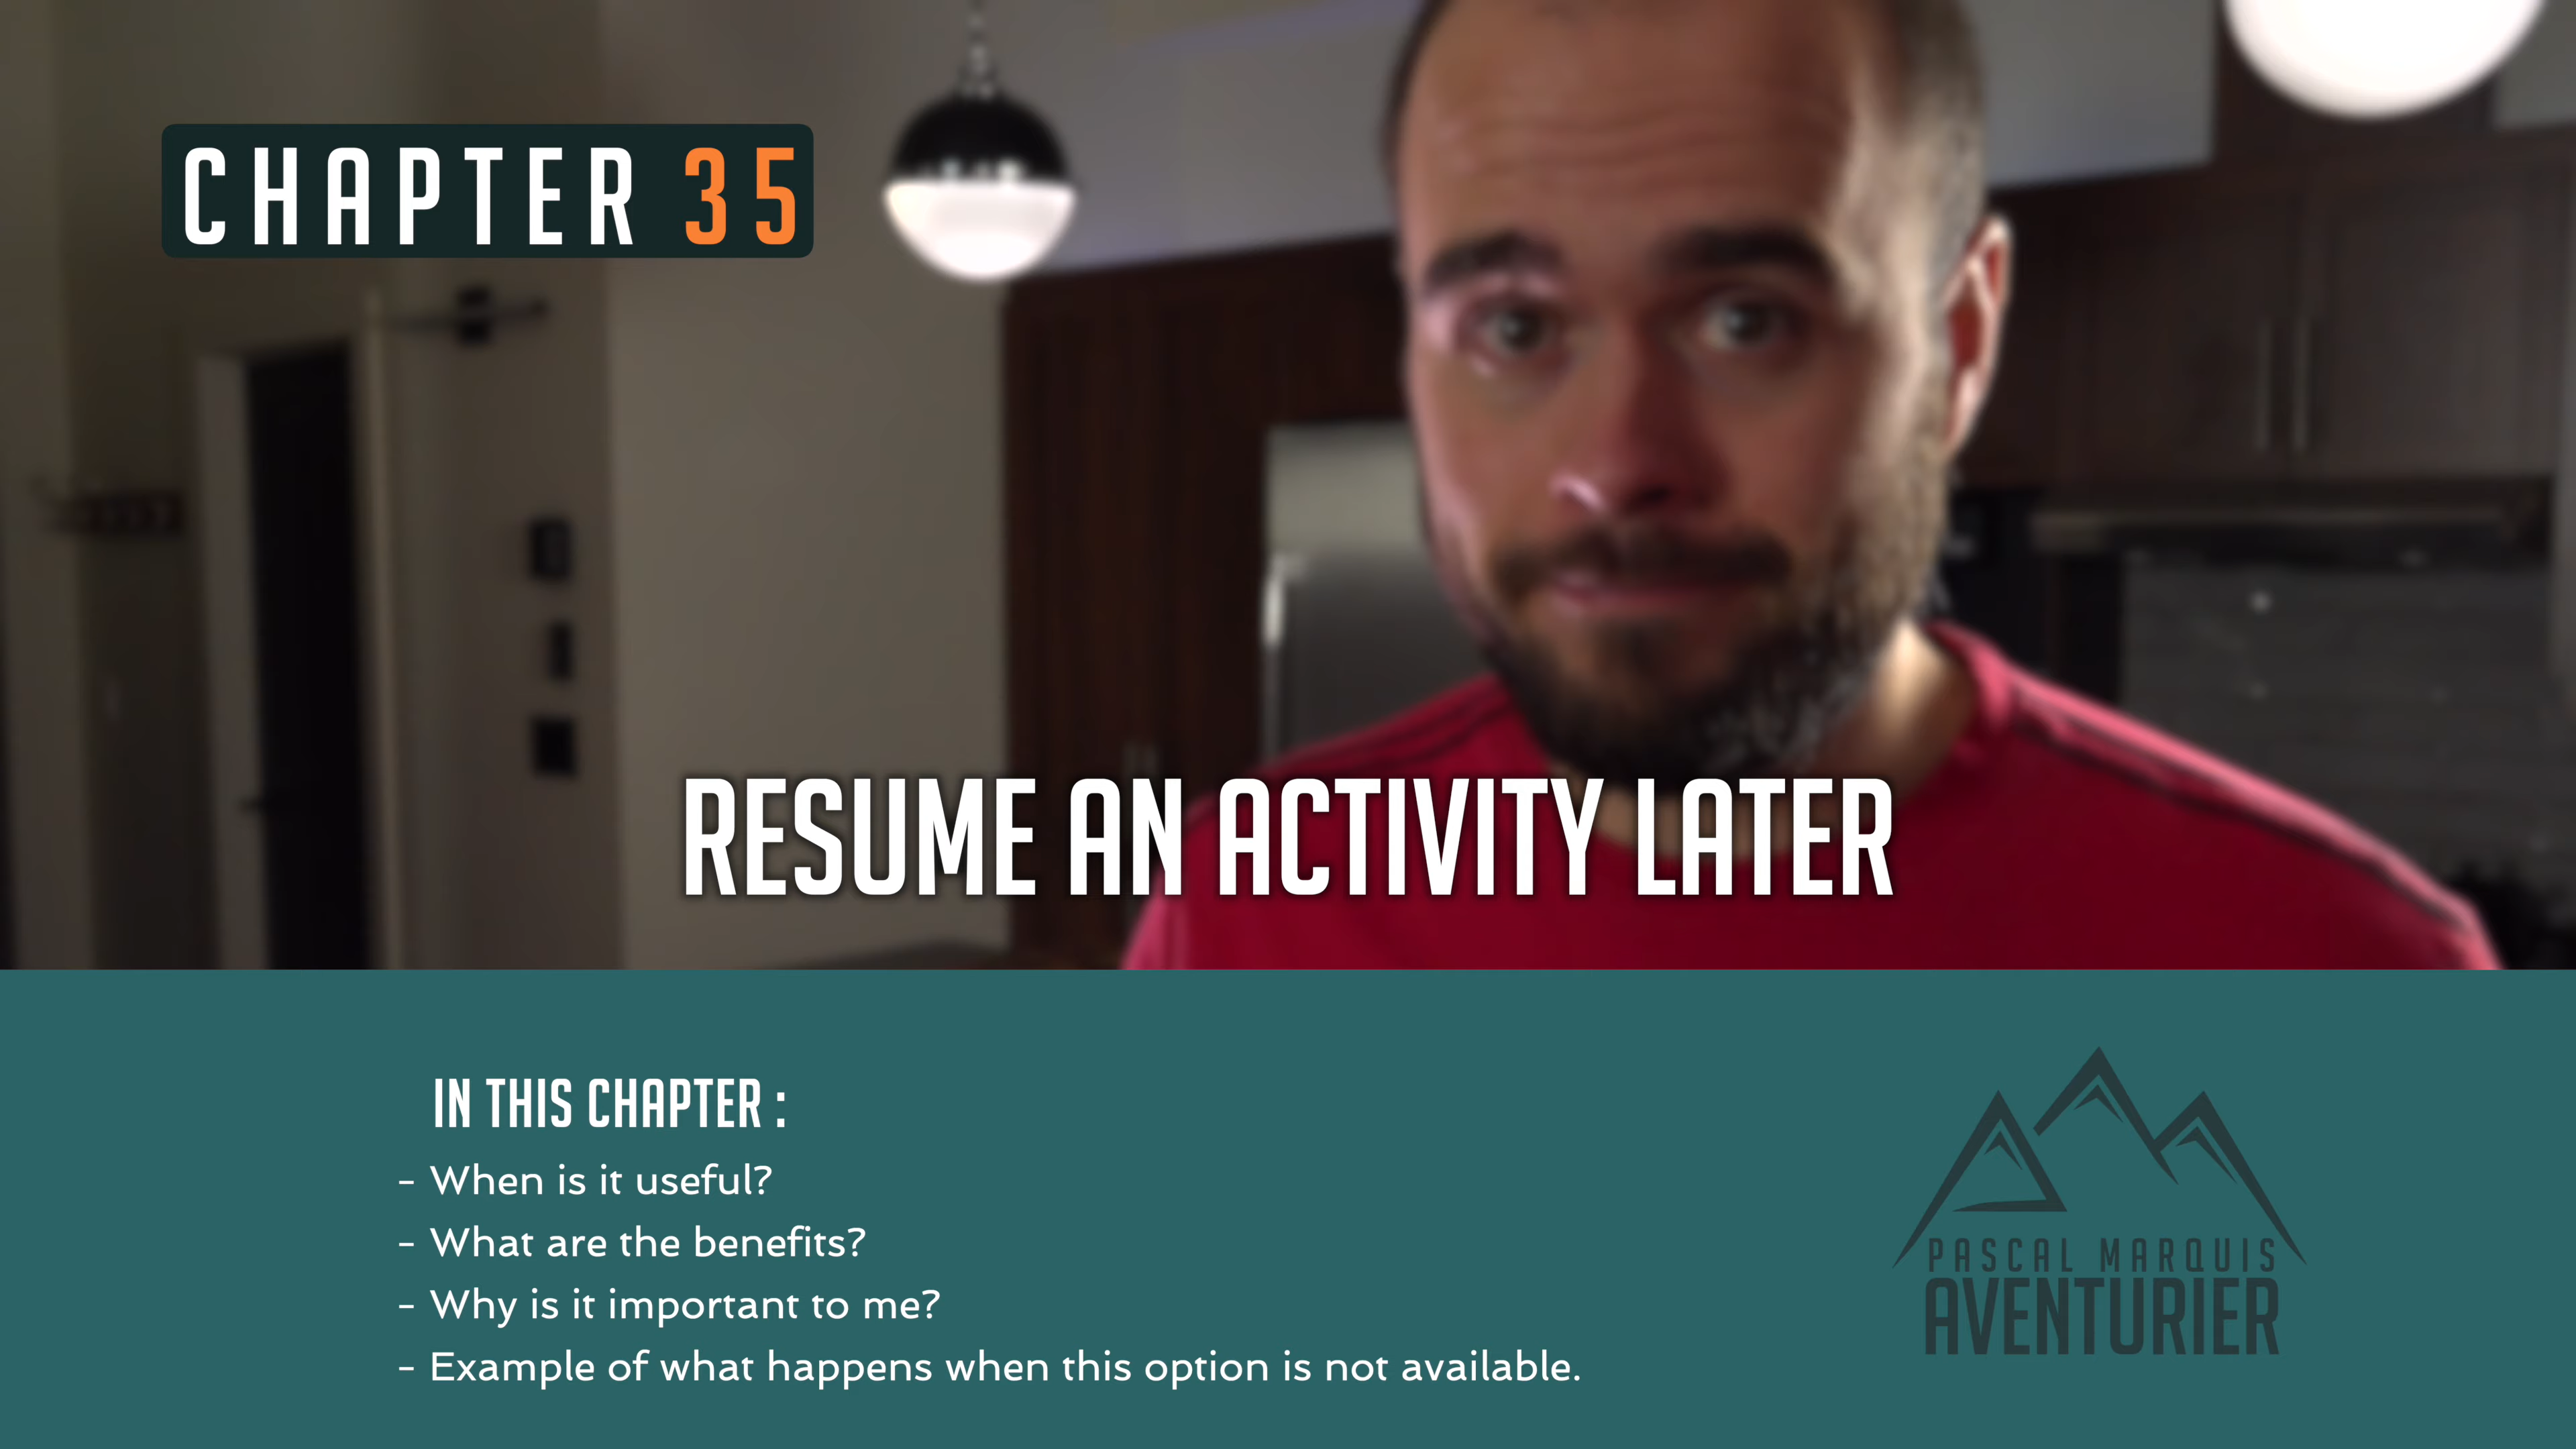 CHAPTER 35
RESUME AN ACTIVITY LATER
IN THIS CHAPTER :
- When is it useful?
- What are the benefits?
- Why is it important to me?
- Example of what happens when this option is not available.
PASCAL MARQUIS
AVENTURIER